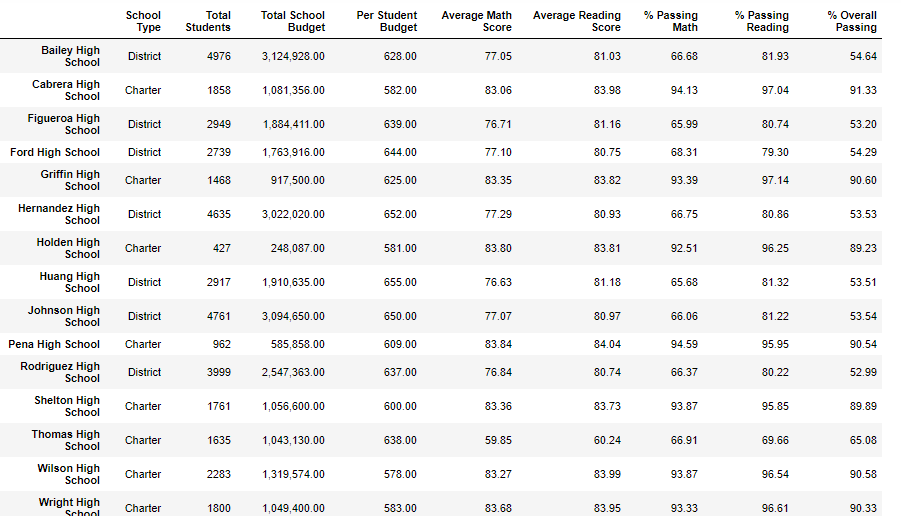 School Type Total Students Total School Budget Per Student Budget Average Math Score Average Reading Score % Passing Math % Passing Reading % Overall Passing
Bailey High School District 4976 3,124,928.00 628.00 77.05 81.03 66.68 81.93 54.64
Cabrera High School Charter 1858 1,081,356.00 582.00 83.06 83.98 94.13 97.04 91.33
Figueroa High School District 2949 1,884,411.00 639.00 76.71 81.16 65.99 80.74 53.20
Ford High School District 2739 1,763,916.00 644.00 77.10 80.75 68.31 79.30 54.29
Griffin High School Charter 1468 917,500.00 625.00 83.35 83.82 93.39 97.14 90.60
Hernandez High School District 4635 3,022,020.00 652.00 77.29 80.93 66.75 80.86 53.53
Holden High School Charter 427 248,087.00 581.00 83.80 83.81 92.51 96.25 89.23
Huang High School District 2917 1,910,635.00 655.00 76.63 81.18 65.68 81.32 53.51
Johnson High School District 4761 3,094,650.00 650.00 77.07 80.97 66.06 81.22 53.54
Pena High School Charter 962 585,858.00 609.00 83.84 84.04 94.59 95.95 90.54
Rodriguez High School District 3999 2,547,363.00 637.00 76.84 80.74 66.37 80.22 52.99
Shelton High School Charter 1761 1,056,600.00 600.00 83.36 83.73 93.87 95.85 89.89
Thomas High School Charter 1635 1,043,130.00 638.00 59.85 60.24 66.91 69.66 65.08
Wilson High School Charter 2283 1,319,574.00 578.00 83.27 83.99 93.87 96.54 90.58
Wright High School Charter 1800 1,049,400.00 583.00 83.68 83.95 93.33 96.61 90.33